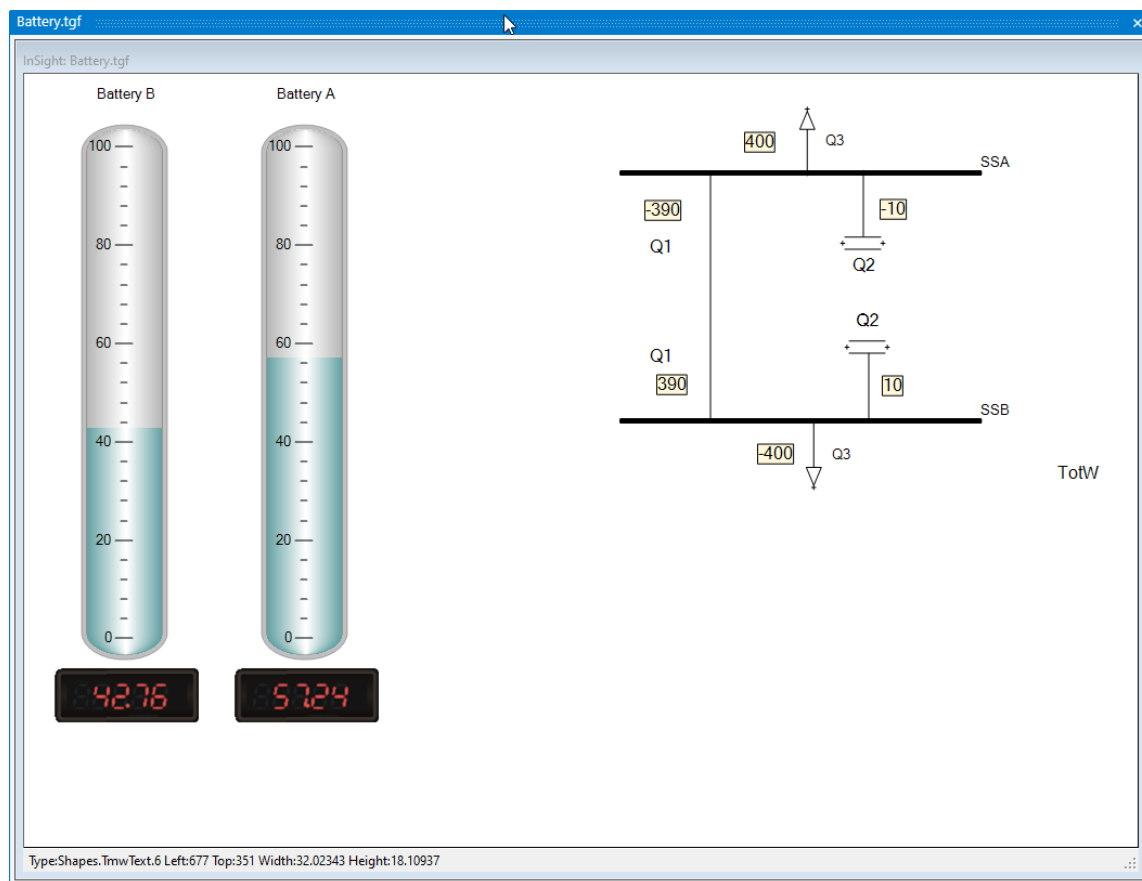 Battery.tgf
InSight: Battery.tgf
Battery B
100
80
60
40
20
0
42.76
Battery A
100
80
60
40
20
0
57.24
400
Q3
SSA
-390
-10
Q1
Q2
Q2
Q1
390
10
SSB
-400
Q3
TotW
Type:Shapes.TmwText.6 Left:677 Top:351 Width:32.02343 Height:18.10937